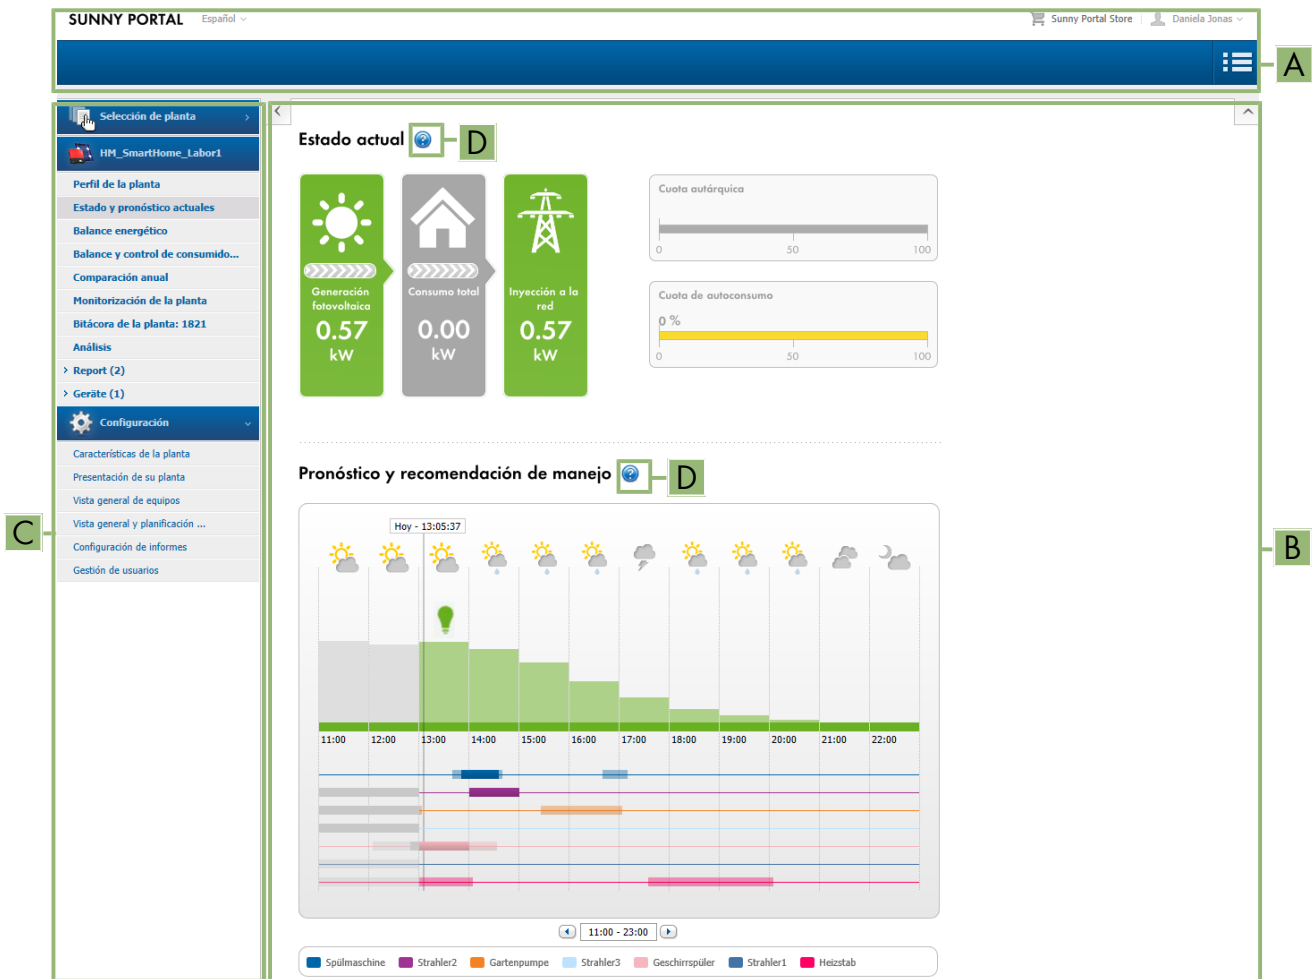 SUNNY PORTAL Español
Sunny Portal Store Daniela Jonas
A
Selección de planta
HM_SmartHome_Labor1
Perfil de la planta
Estado y pronóstico actuales
Balance energético
Balance y control de consumido...
Comparación anual
Monitorización de la planta
Bitácora de la planta: 1821
Análisis
Report (2)
Geräte (1)
Configuración
Características de la planta
Presentación de su planta
Vista general de equipos
Vista general y planificación ...
Configuración de informes
Gestión de usuarios
C
Estado actual ? D
Generación fotovoltaica
0.57
kW
Consumo total
0.00
kW
Inyección a la red
0.57
kW
Cuota autárquica
0 50 100
Cuota de autoconsumo
0 %
0 50 100
Pronóstico y recomendación de manejo ? D
B
Hoy - 13:05:37
11:00 12:00 13:00 14:00 15:00 16:00 17:00 18:00 19:00 20:00 21:00 22:00
11:00 - 23:00
Spülmaschine Strahler2 Gartenpumpe Strahler3 Geschirrspüler Strahler1 Heizstab